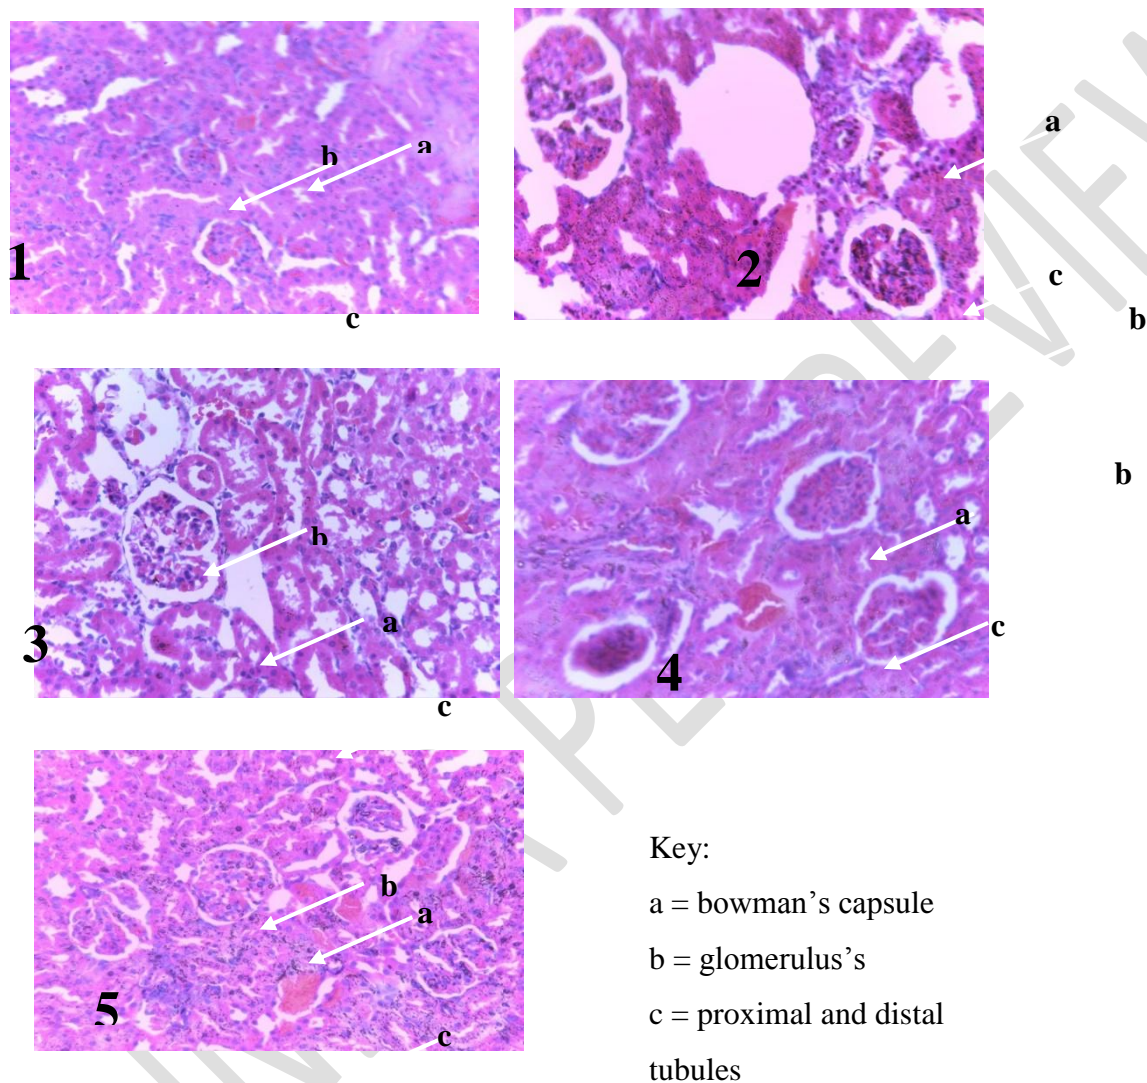 a
b
1
c
a
2
c
b
b
3
a
c
b
a
c
4
b
a
5
c
Key:
a = bowman’s capsule
b = glomerulus’s
c = proximal and distal
tubules